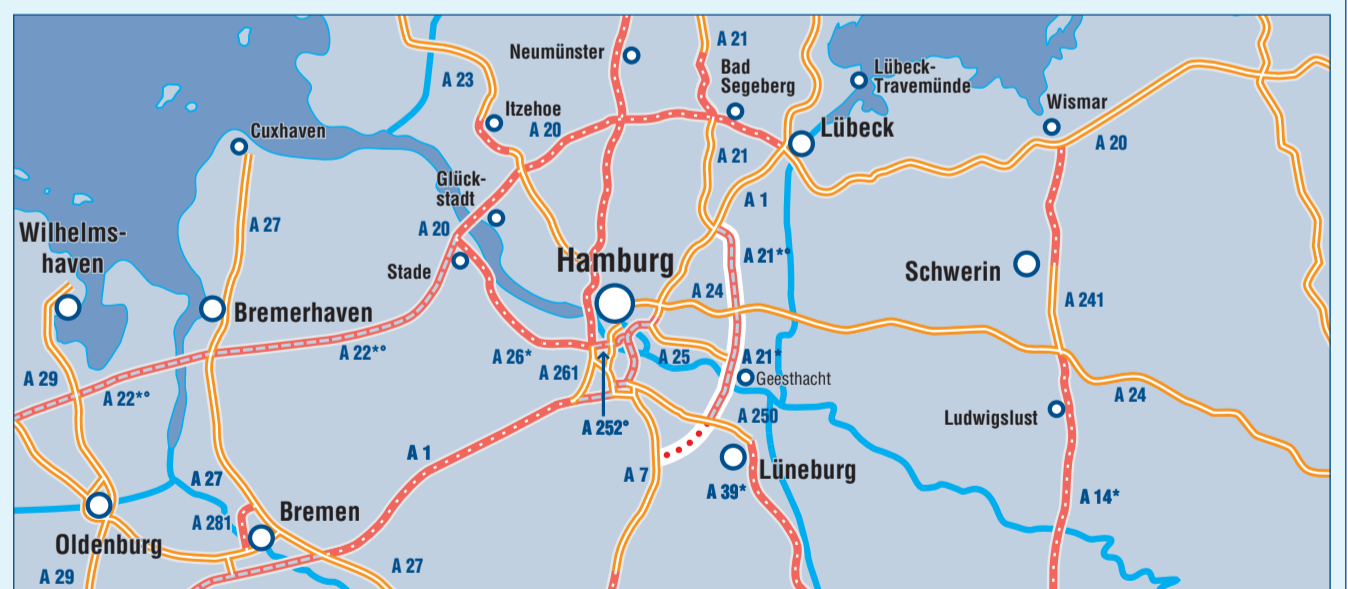 A 21
Neumünster
A 23
Bad
Segeberg
Lübeck-
Travemünde
Itzehoe
Wismar
A 20
Cuxhaven
Lübeck
A 20
A 21
Glück-
stadt
A 1
A 27
A 20
Wilhelms-
haven
A 21*°
Stade
Hamburg
Schwerin
A 24
A 241
Bremerhaven
A 22*°
A 26*
A 25
A 21*
A 261
Geesthacht
A 29
A 22*°
A 24
A 250
Ludwigslust
A 252°
A 1
Lüneburg
A 7
A 27
A 39*
A 14*
Bremen
A 281
Oldenburg
A 27
A 29